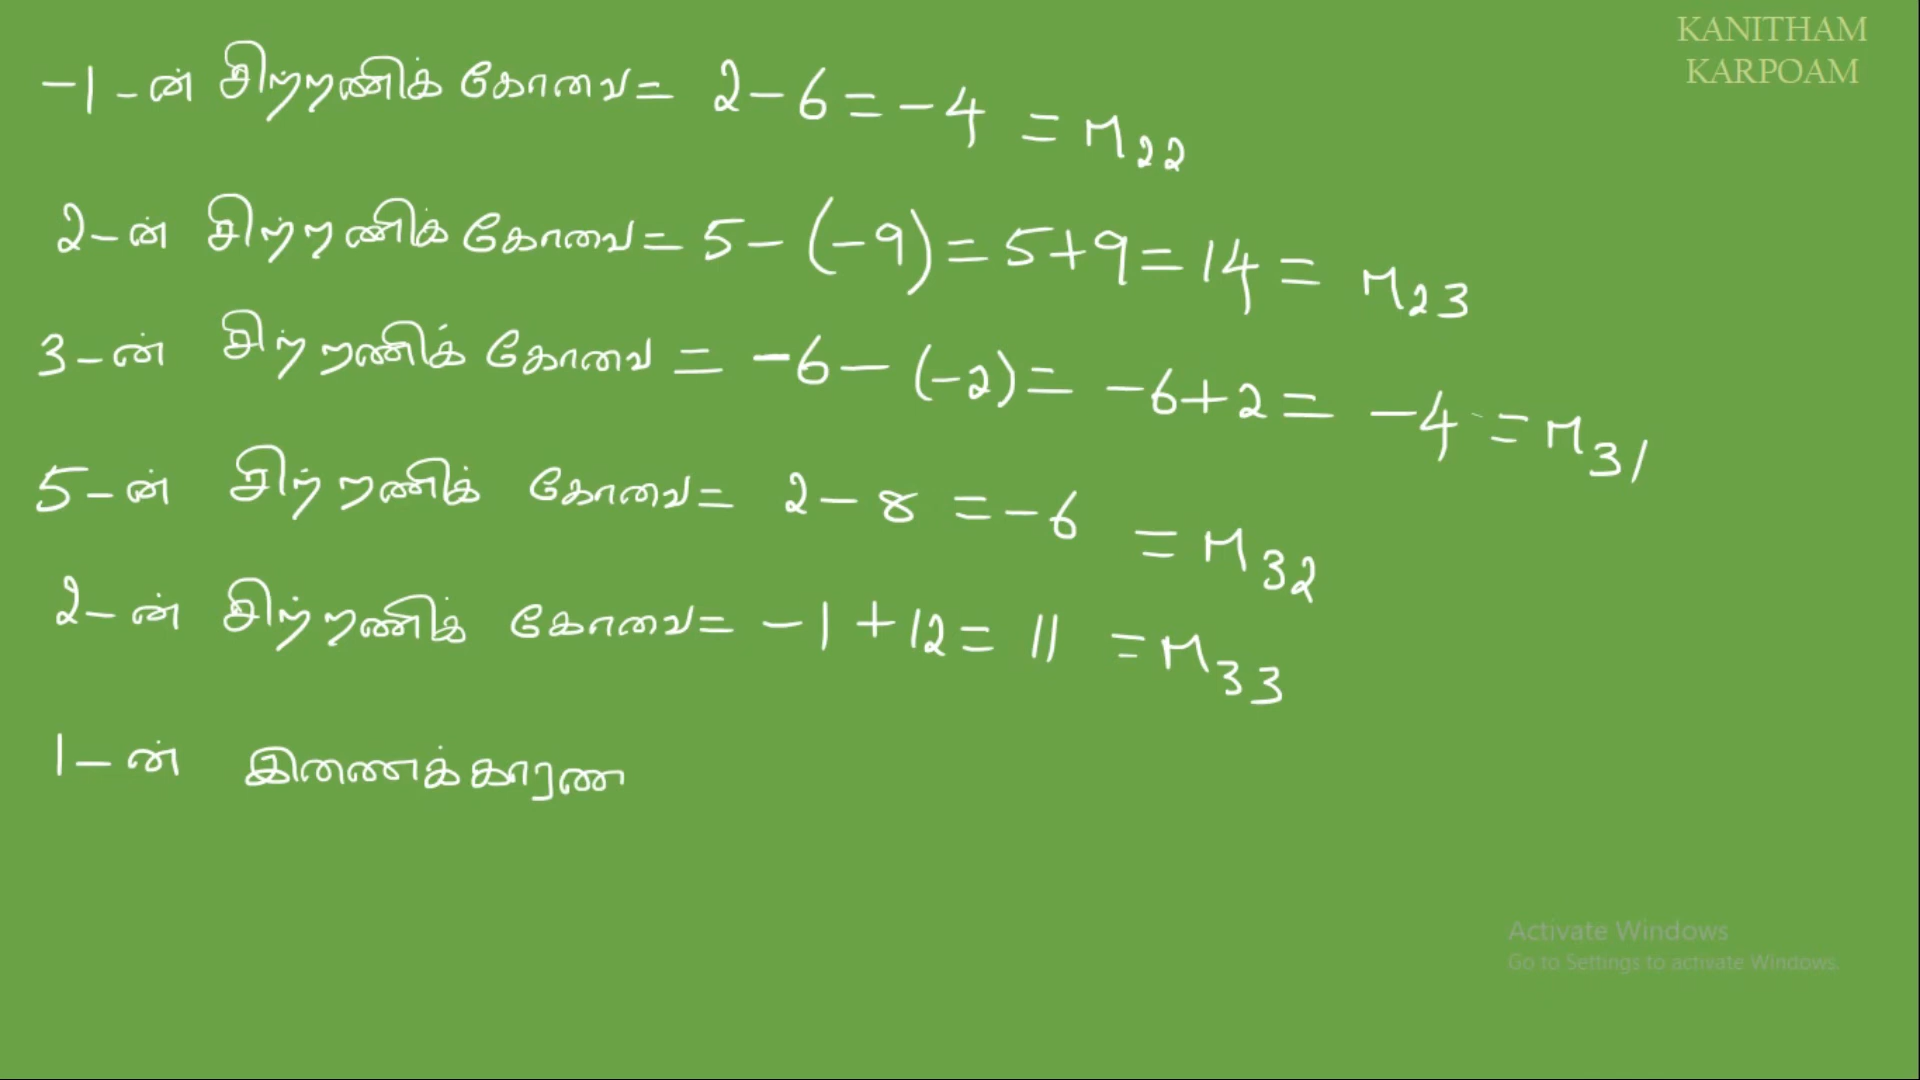 KANITHAM
KARPOAM
-1-ன் சிற்றணிக் கோவை = 2-6 = -4 = M22
2-ன் சிற்றணிக் கோவை = 5-(-9) = 5+9 = 14 = M23
3-ன் சிற்றணிக் கோவை = -6-(-2) = -6+2 = -4 = M31
5-ன் சிற்றணிக் கோவை = 2-8 = -6 = M32
2-ன் சிற்றணிக் கோவை = -1+12 = 11 = M33
1-ன் இணைக்காரண
Activate Windows
Go to Settings to activate Windows.